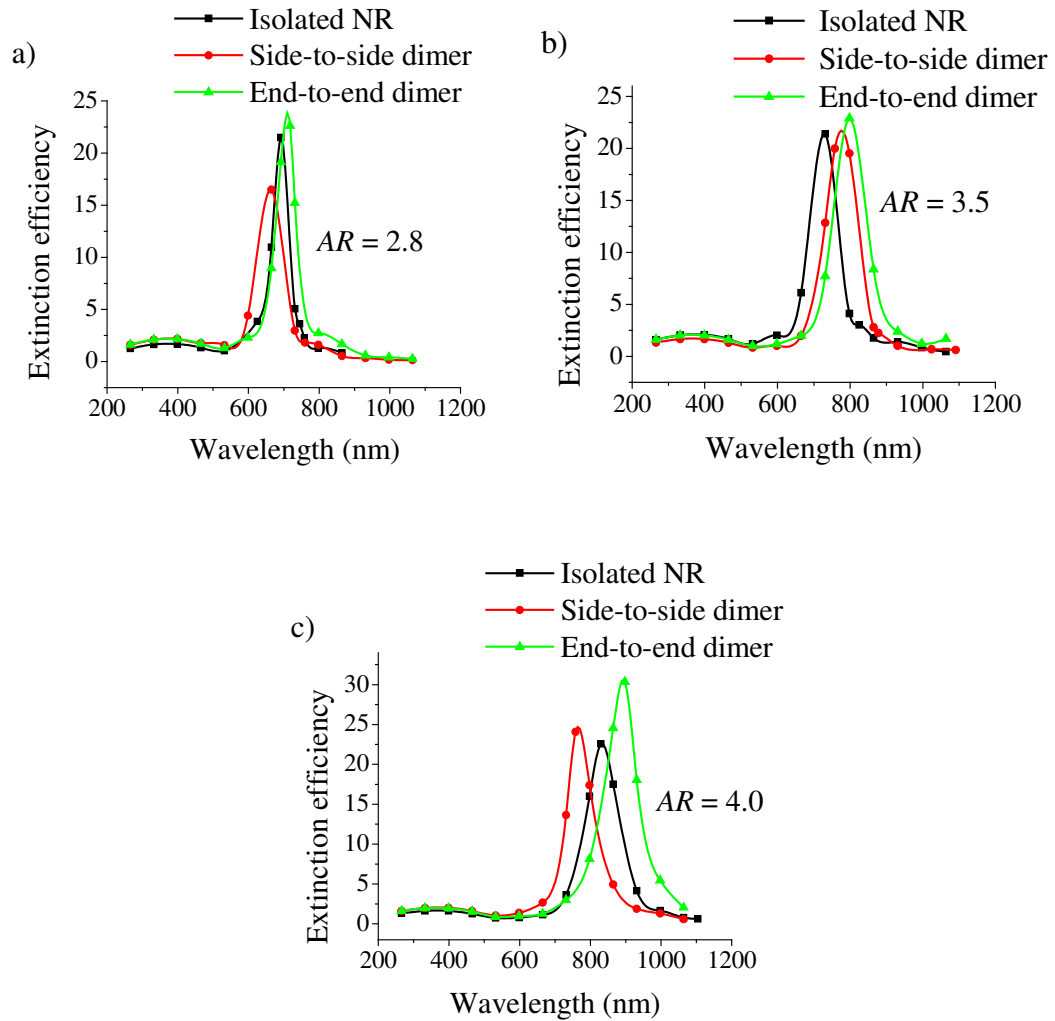 a)
Isolated NR
Side-to-side dimer
End-to-end dimer
25
20
15
10
5
0
Extinction efficiency
AR = 2.8
200 400 600 800 1000 1200
Wavelength (nm)
b)
Isolated NR
Side-to-side dimer
End-to-end dimer
25
20
15
10
5
0
Extinction efficiency
AR = 3.5
200 400 600 800 1000 1200
Wavelength (nm)
c)
Isolated NR
Side-to-side dimer
End-to-end dimer
30
25
20
15
10
5
0
Extinction efficiency
AR = 4.0
200 400 600 800 1000 1200
Wavelength (nm)